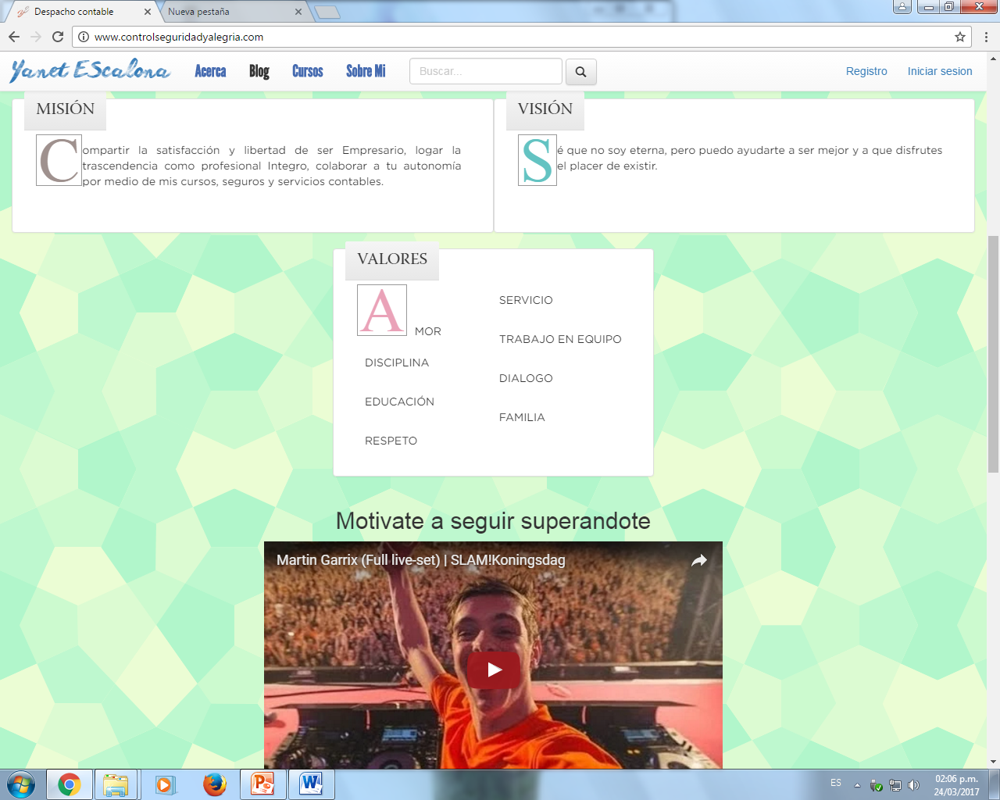 Despacho contable
Nueva pestaña
www.controlseguridadyalegria.com
Yanet EScalona
Acerca
Blog
Cursos
Sobre Mi
Buscar...
Registro
Iniciar sesion
MISIÓN
Compartir la satisfacción y libertad de ser Empresario, logar la
trascendencia como profesional Integro, colaborar a tu autonomía
por medio de mis cursos, seguros y servicios contables.
VISIÓN
Sé que no soy eterna, pero puedo ayudarte a ser mejor y a que disfrutes
el placer de existir.
VALORES
AMOR
DISCIPLINA
EDUCACIÓN
RESPETO
SERVICIO
TRABAJO EN EQUIPO
DIALOGO
FAMILIA
Motivate a seguir superandote
Martin Garrix (Full live-set) | SLAM!Koningsdag
ES
02:06 p.m.
24/03/2017